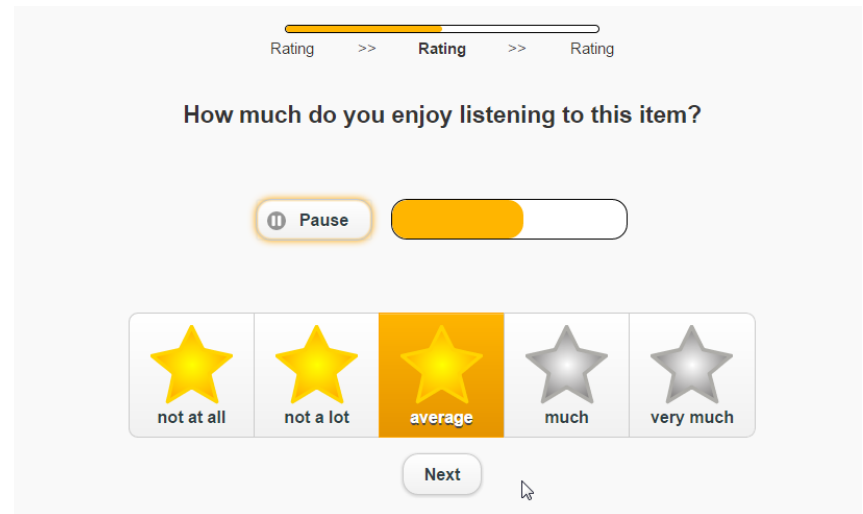 Rating >> Rating >> Rating
How much do you enjoy listening to this item?
Pause
not at all not a lot average much very much
Next